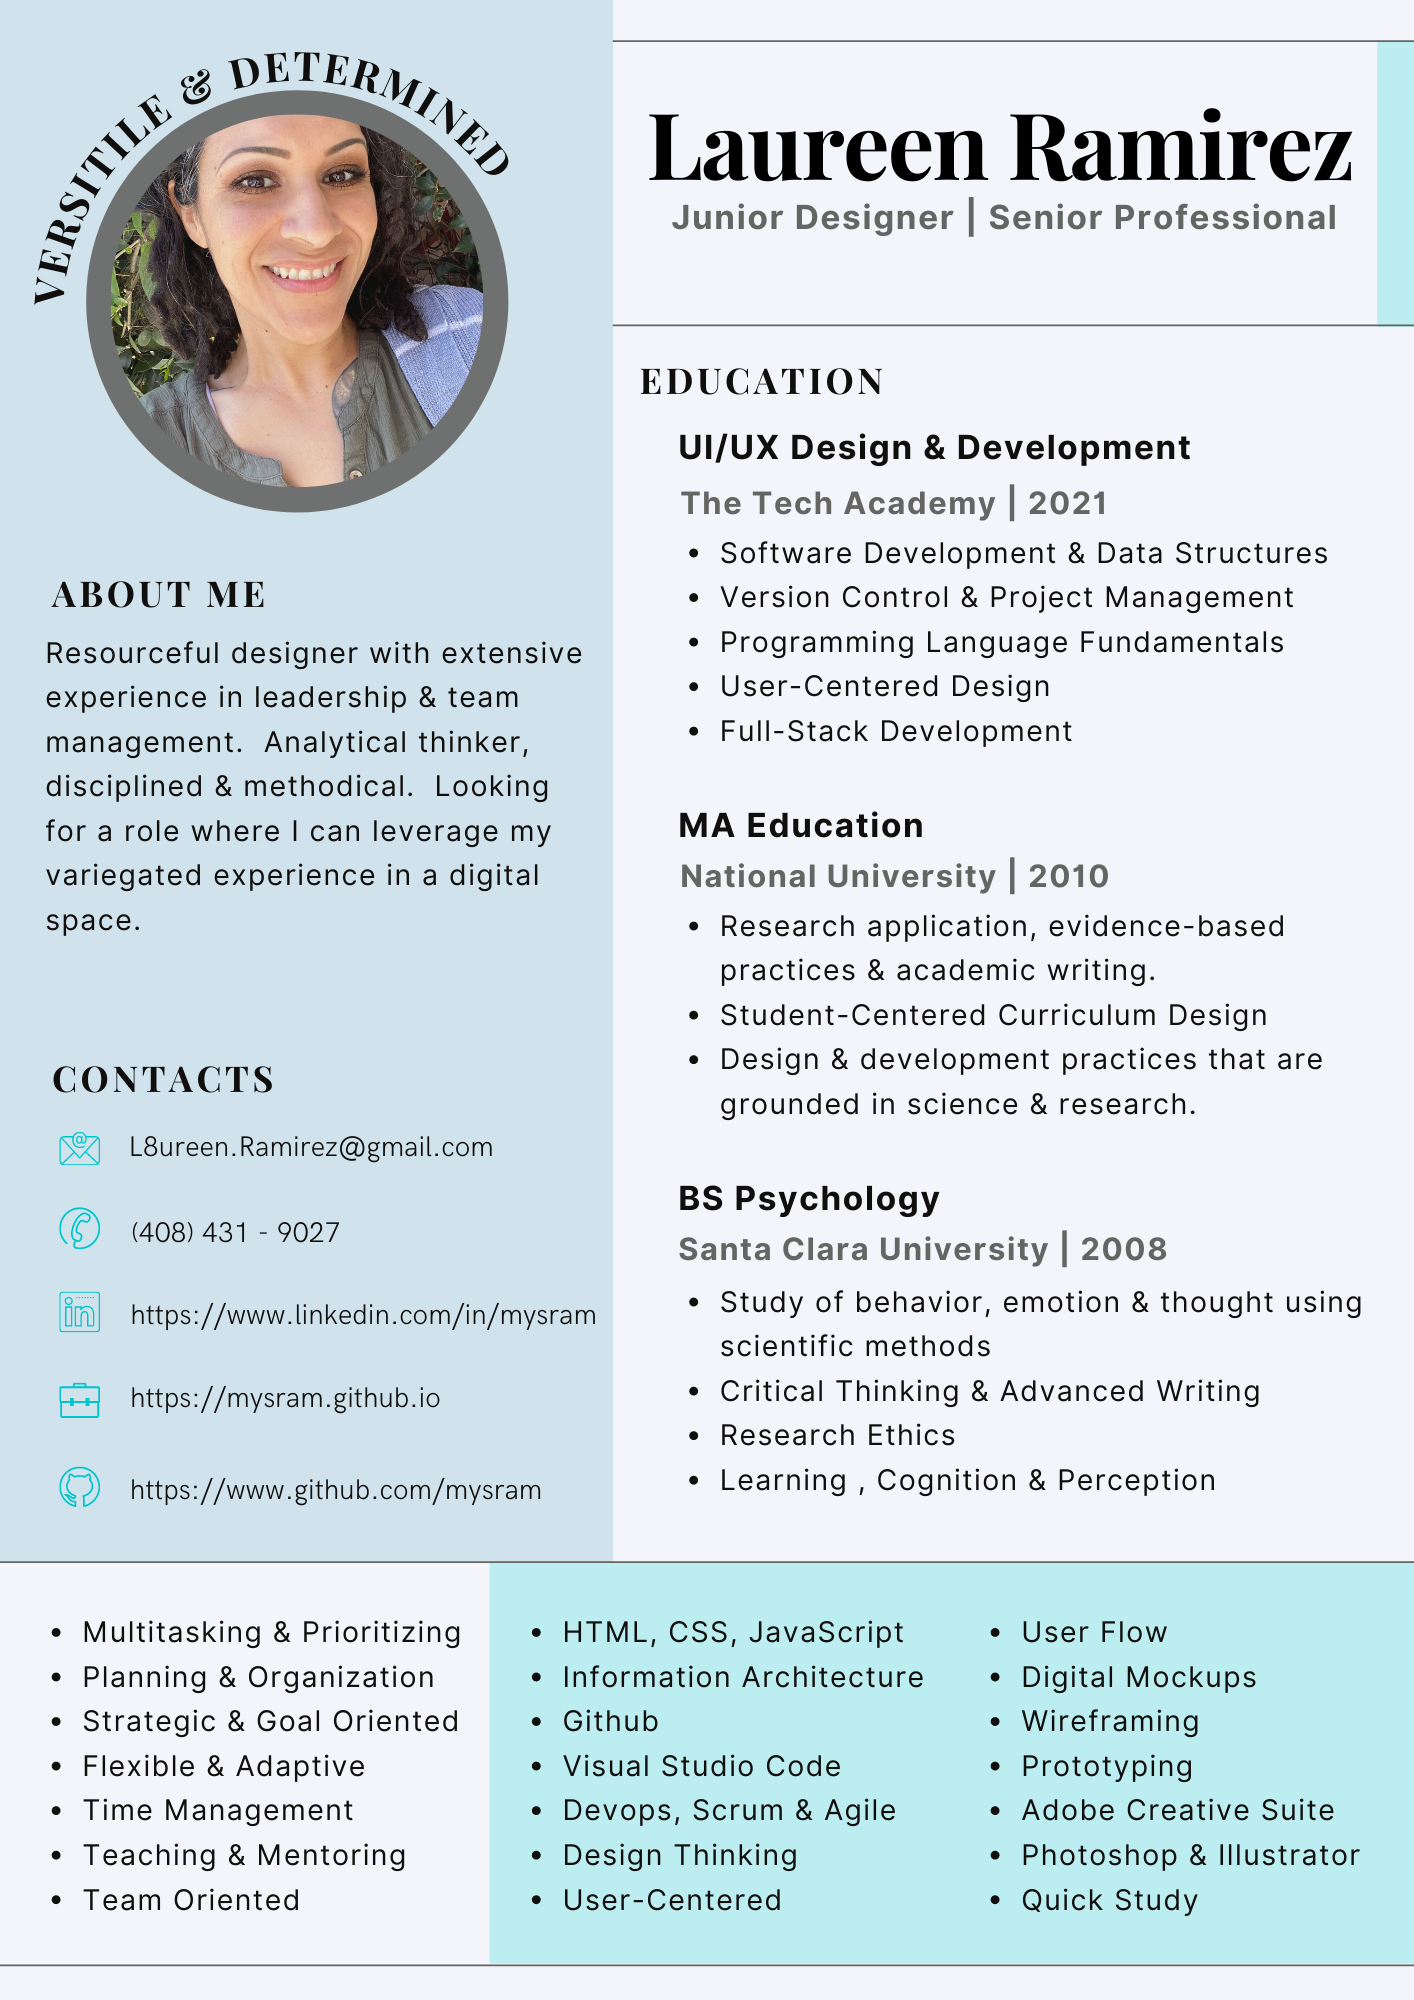 VERSITILE & DETERMINED
Laureen Ramirez
Junior Designer | Senior Professional
ABOUT ME
Resourceful designer with extensive
experience in leadership & team
management.  Analytical thinker,
disciplined & methodical.  Looking
for a role where I can leverage my
variegated experience in a digital
space.
CONTACTS
L8ureen.Ramirez@gmail.com
(408) 431 - 9027
https://www.linkedin.com/in/mysram
https://mysram.github.io
https://www.github.com/mysram
EDUCATION
UI/UX Design & Development
The Tech Academy | 2021
• Software Development & Data Structures
• Version Control & Project Management
• Programming Language Fundamentals
• User-Centered Design
• Full-Stack Development
MA Education
National University | 2010
• Research application, evidence-based
practices & academic writing.
• Student-Centered Curriculum Design
• Design & development practices that are
grounded in science & research.
BS Psychology
Santa Clara University | 2008
• Study of behavior, emotion & thought using
scientific methods
• Critical Thinking & Advanced Writing
• Research Ethics
• Learning , Cognition & Perception
• Multitasking & Prioritizing
• Planning & Organization
• Strategic & Goal Oriented
• Flexible & Adaptive
• Time Management
• Teaching & Mentoring
• Team Oriented
• HTML, CSS, JavaScript
• Information Architecture
• Github
• Visual Studio Code
• Devops, Scrum & Agile
• Design Thinking
• User-Centered
• User Flow
• Digital Mockups
• Wireframing
• Prototyping
• Adobe Creative Suite
• Photoshop & Illustrator
• Quick Study